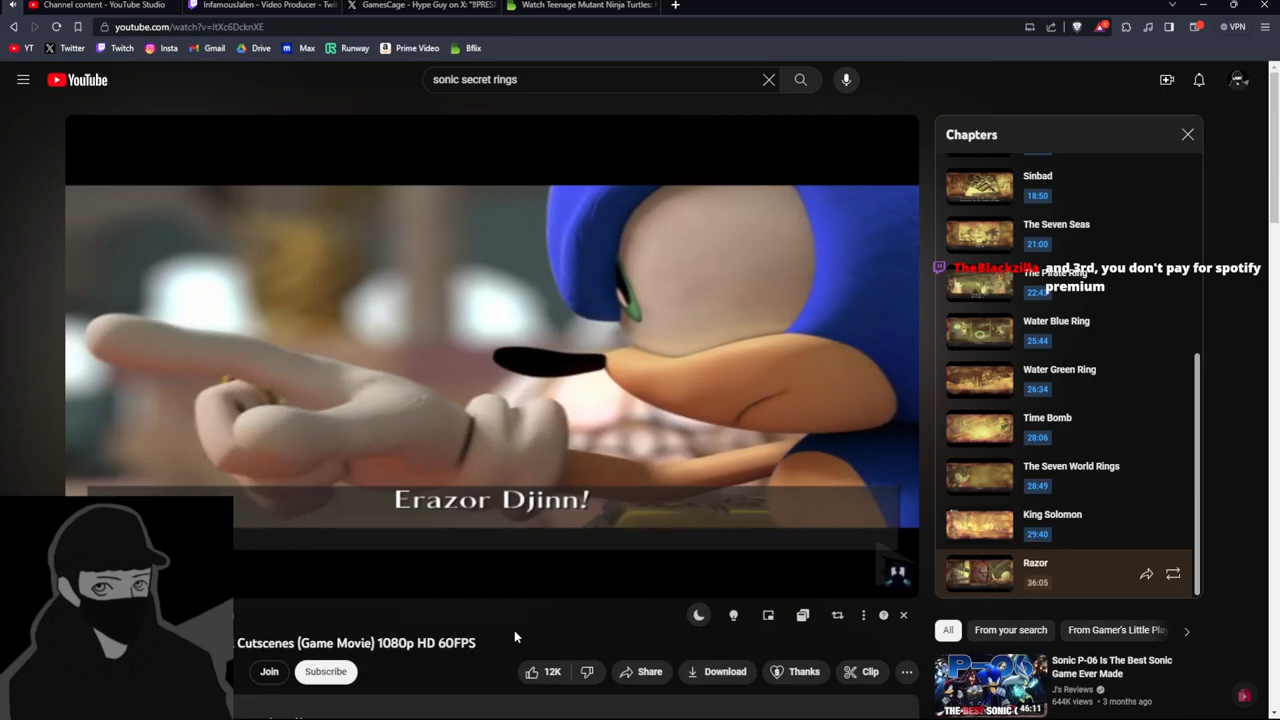 Channel content - YouTube Studio
InfamousJalen - Video Producer - Twi
GamesCage - Hype Guy on X: "8PRES
Watch Teenage Mutant Ninja Turtles:
youtube.com/watch?v=ItXc6DcknXE
VPN
YT
Twitter
Twitch
Insta
Gmail
Drive
Max
Runway
Prime Video
Bflix
YouTube
sonic secret rings
Chapters
Sinbad
18:50
The Seven Seas
21:00
TheBlackzilla and 3rd, you don't pay for spotify
premium
The Pirate Ring
Water Blue Ring
25:44
Water Green Ring
26:34
Time Bomb
28:06
The Seven World Rings
28:49
King Solomon
29:40
Razor
36:05
Erazor Djinn!
Cutscenes (Game Movie) 1080p HD 60FPS
Join
Subscribe
12K
Share
Download
Thanks
Clip
All
From your search
From Gamer's Little Pla
Sonic P-06 Is The Best Sonic
Game Ever Made
J's Reviews
644K views • 3 months ago
46:11